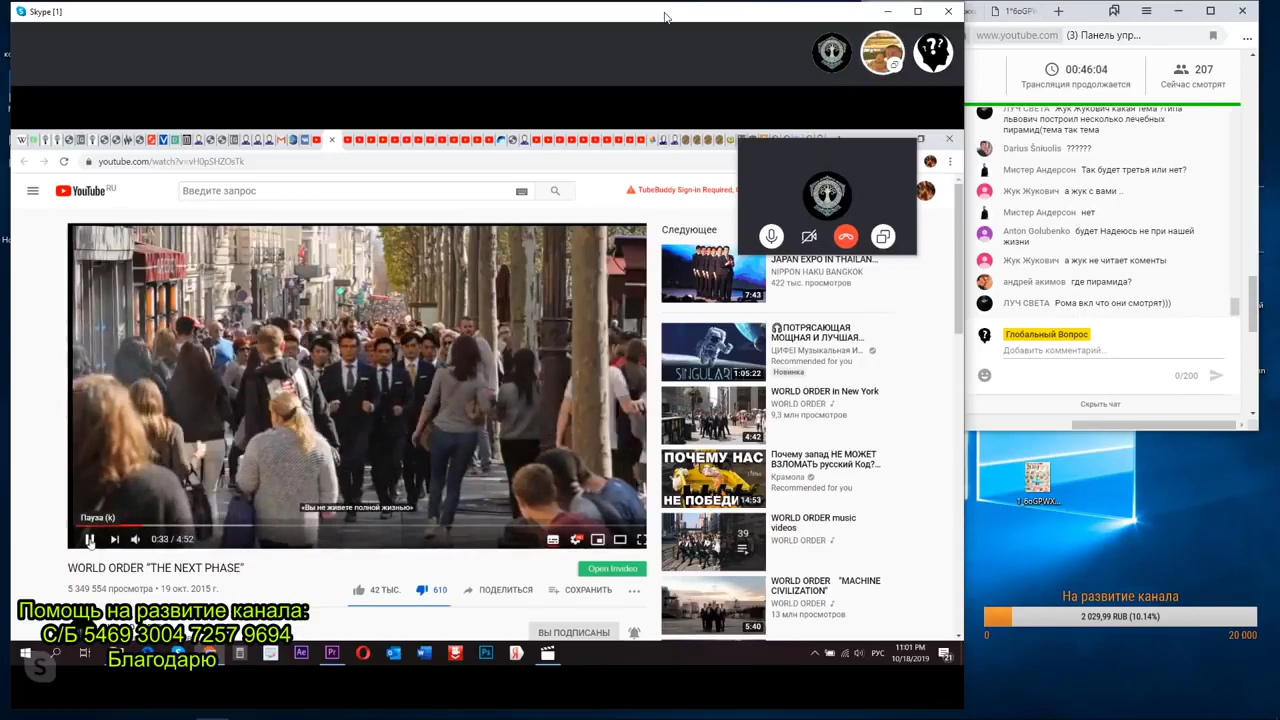 Skype [1]
youtube.com/watch?v=vH0pSHZOsTk
YouTube RU
Введите запрос
TubeBuddy Sign-in Required,
Следующее
JAPAN EXPO IN THAILAN...
NIPPON HAKU BANGKOK
422 тыс. просмотров
7:43
ПОТРЯСАЮЩАЯ
МОЩНАЯ И ЛУЧШАЯ...
ЦИФЕI Музыкальная И...
Recommended for you
Новинка
SINGULARI
1:05:22
WORLD ORDER in New York
WORLD ORDER
9,3 млн просмотров
4:42
Почему запад НЕ МОЖЕТ
ВЗЛОМАТЬ русский Код?...
Крамола
Recommended for you
ПОЧЕМУ НАС
НЕ ПОБЕДИ
14:53
WORLD ORDER music
videos
WORLD ORDER
39
WORLD ORDER "MACHINE
CIVILIZATION"
WORLD ORDER
13 млн просмотров
5:40
«Вы не живете полной жизнью»
Пауза (k)
0:33 / 4:52
WORLD ORDER "THE NEXT PHASE"
Open Invideo
5 349 554 просмотра • 19 окт. 2015 г.
42 ТЫС.
610
ПОДЕЛИТЬСЯ
СОХРАНИТЬ
ВЫ ПОДПИСАНЫ
Помощь на развитие канала:
С/Б 5469 3004 7257 9694
Благодарю
РУС
11:01 PM
10/18/2019
21
1*6oGPW
www.youtube.com
(3) Панель упр...
00:46:04
Трансляция продолжается
207
Сейчас смотрят
ЛУЧ СВЕТА Жук Жукович какая тема ?типа
львович построил несколько лечебных
пирамид(тема так тема
Darius Šniuolis ??????
Мистер Андерсон Так будет третья или нет?
Жук Жукович а жук с вами ..
Мистер Андерсон нет
Anton Golubenko будет Надеюсь не при нашей
жизни
Жук Жукович а жук не читает коменты
андрей акимов где пирамида?
ЛУЧ СВЕТА Рома вкл что они смотрят)))
Глобальный Вопрос
Добавить комментарий...
0/200
Скрыть чат
1_6oGPWX...
На развитие канала
2 029,99 RUB (10.14%)
0
20 000